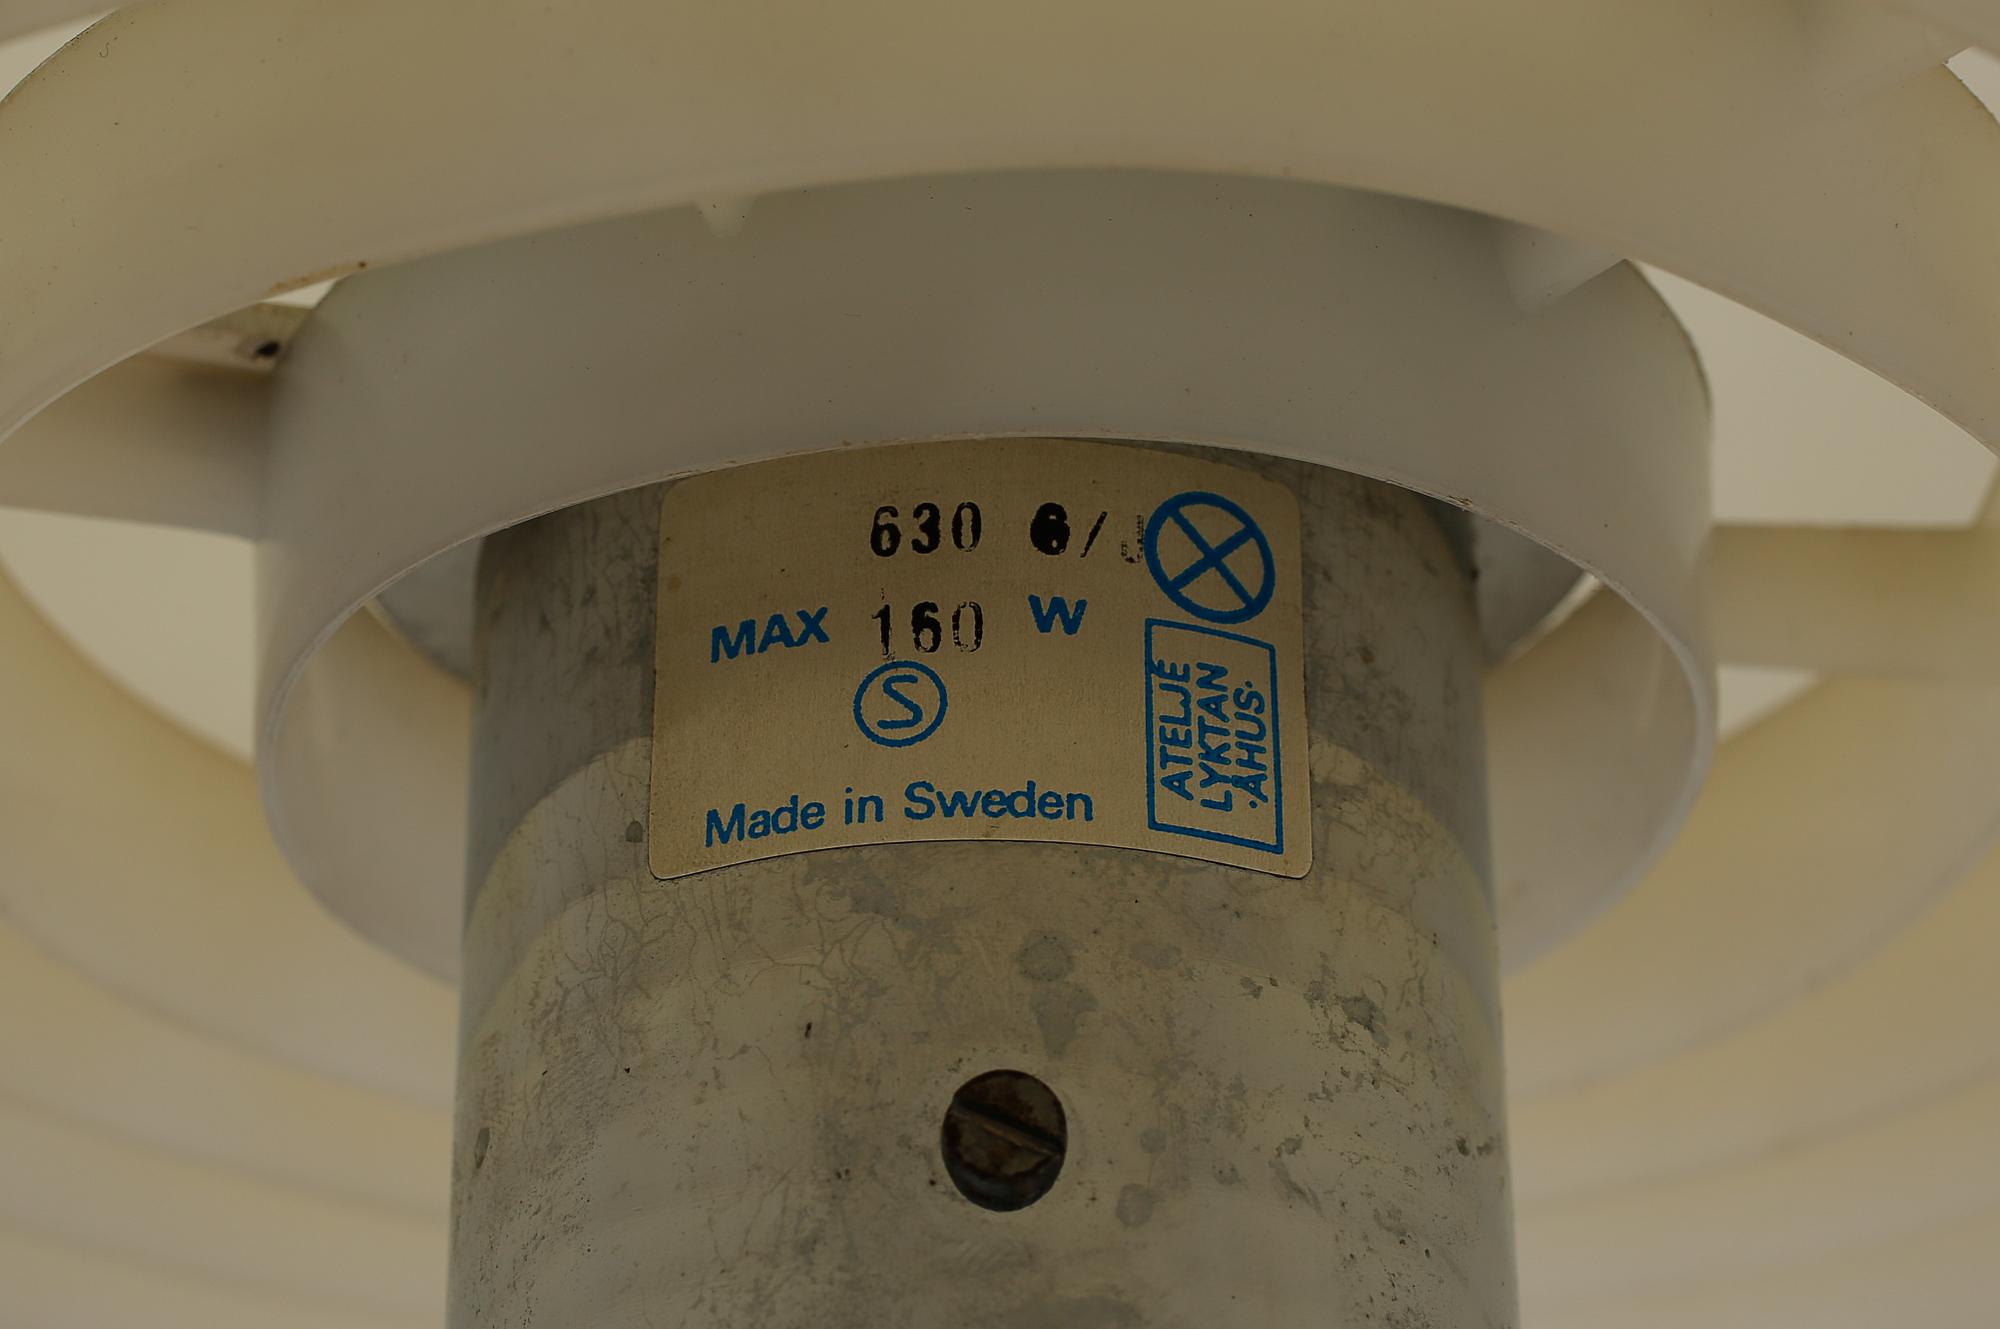 630 6/
MAX 160 W
S
Made in Sweden
ATELJÉ
LYKTAN
·ÅHUS·